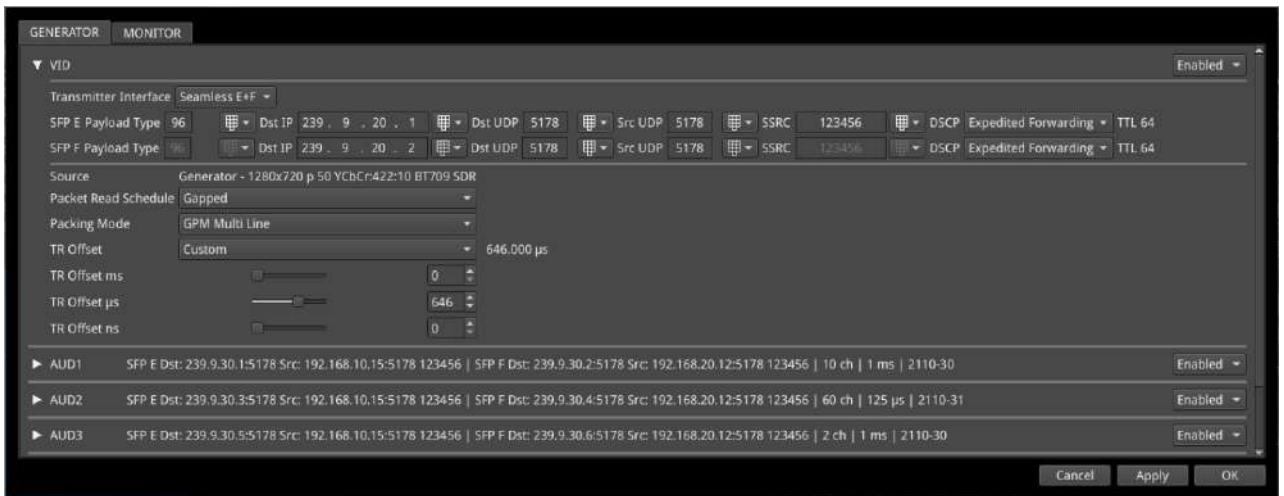 GENERATOR MONITOR
VID Enabled
Transmitter Interface Seamless E+F
SFP E Payload Type 96 Dst IP 239 . 9 . 20 . 1 Dst UDP 5178 Src UDP 5178 SSRC 123456 DSCP Expedited Forwarding TTL 64
SFP F Payload Type 96 Dst IP 239 . 9 . 20 . 2 Dst UDP 5178 Src UDP 5178 SSRC 123456 DSCP Expedited Forwarding TTL 64
Source Generator - 1280x720 p 50 YCbCr:422:10 BT709 SDR
Packet Read Schedule Gapped
Packing Mode GPM Multi Line
TR Offset Custom 646.000 µs
TR Offset ms 0
TR Offset µs 646
TR Offset ns 0
AUD1 SFP E Dst: 239.9.30.1:5178 Src: 192.168.10.15:5178 123456 | SFP F Dst: 239.9.30.2:5178 Src: 192.168.20.12:5178 123456 | 10 ch | 1 ms | 2110-30 Enabled
AUD2 SFP E Dst: 239.9.30.3:5178 Src: 192.168.10.15:5178 123456 | SFP F Dst: 239.9.30.4:5178 Src: 192.168.20.12:5178 123456 | 60 ch | 125 µs | 2110-31 Enabled
AUD3 SFP E Dst: 239.9.30.5:5178 Src: 192.168.10.15:5178 123456 | SFP F Dst: 239.9.30.6:5178 Src: 192.168.20.12:5178 123456 | 2 ch | 1 ms | 2110-30 Enabled
Cancel Apply OK